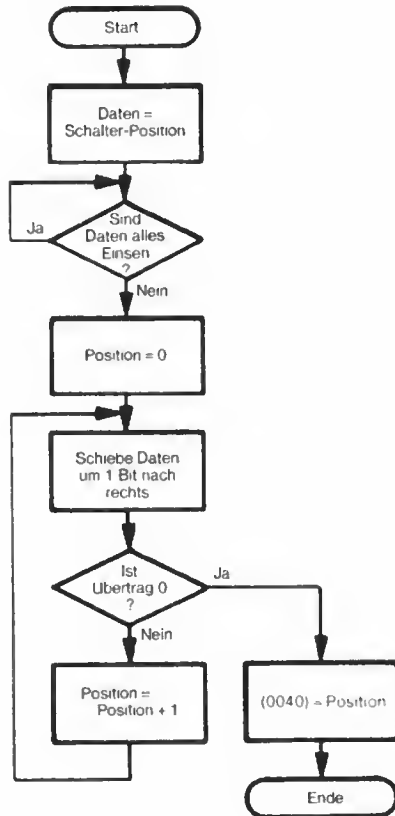 Start
Daten =
Schalter-Position
Ja
Sind
Daten alles
Einsen
?
Nein
Position = 0
Schiebe Daten
um 1 Bit nach
rechts
Ist
Ubertrag 0
?
Ja
Nein
Position =
Position + 1
(0040) = Position
Ende